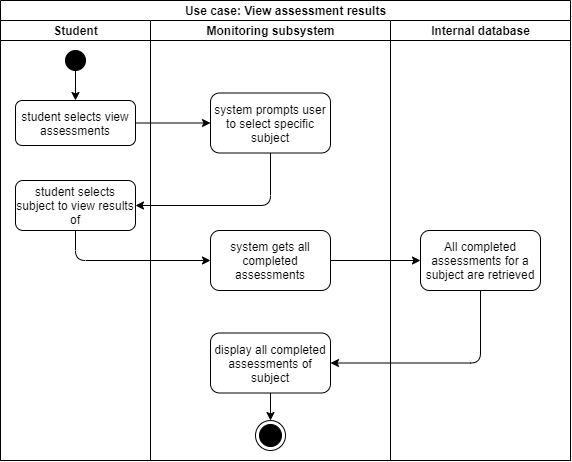 Use case: View assessment results
Student
Monitoring subsystem
Internal database
student selects view
assessments
system prompts user
to select specific
subject
student selects
subject to view results
of
system gets all
completed
assessments
All completed
assessments for a
subject are retrieved
display all completed
assessments of
subject